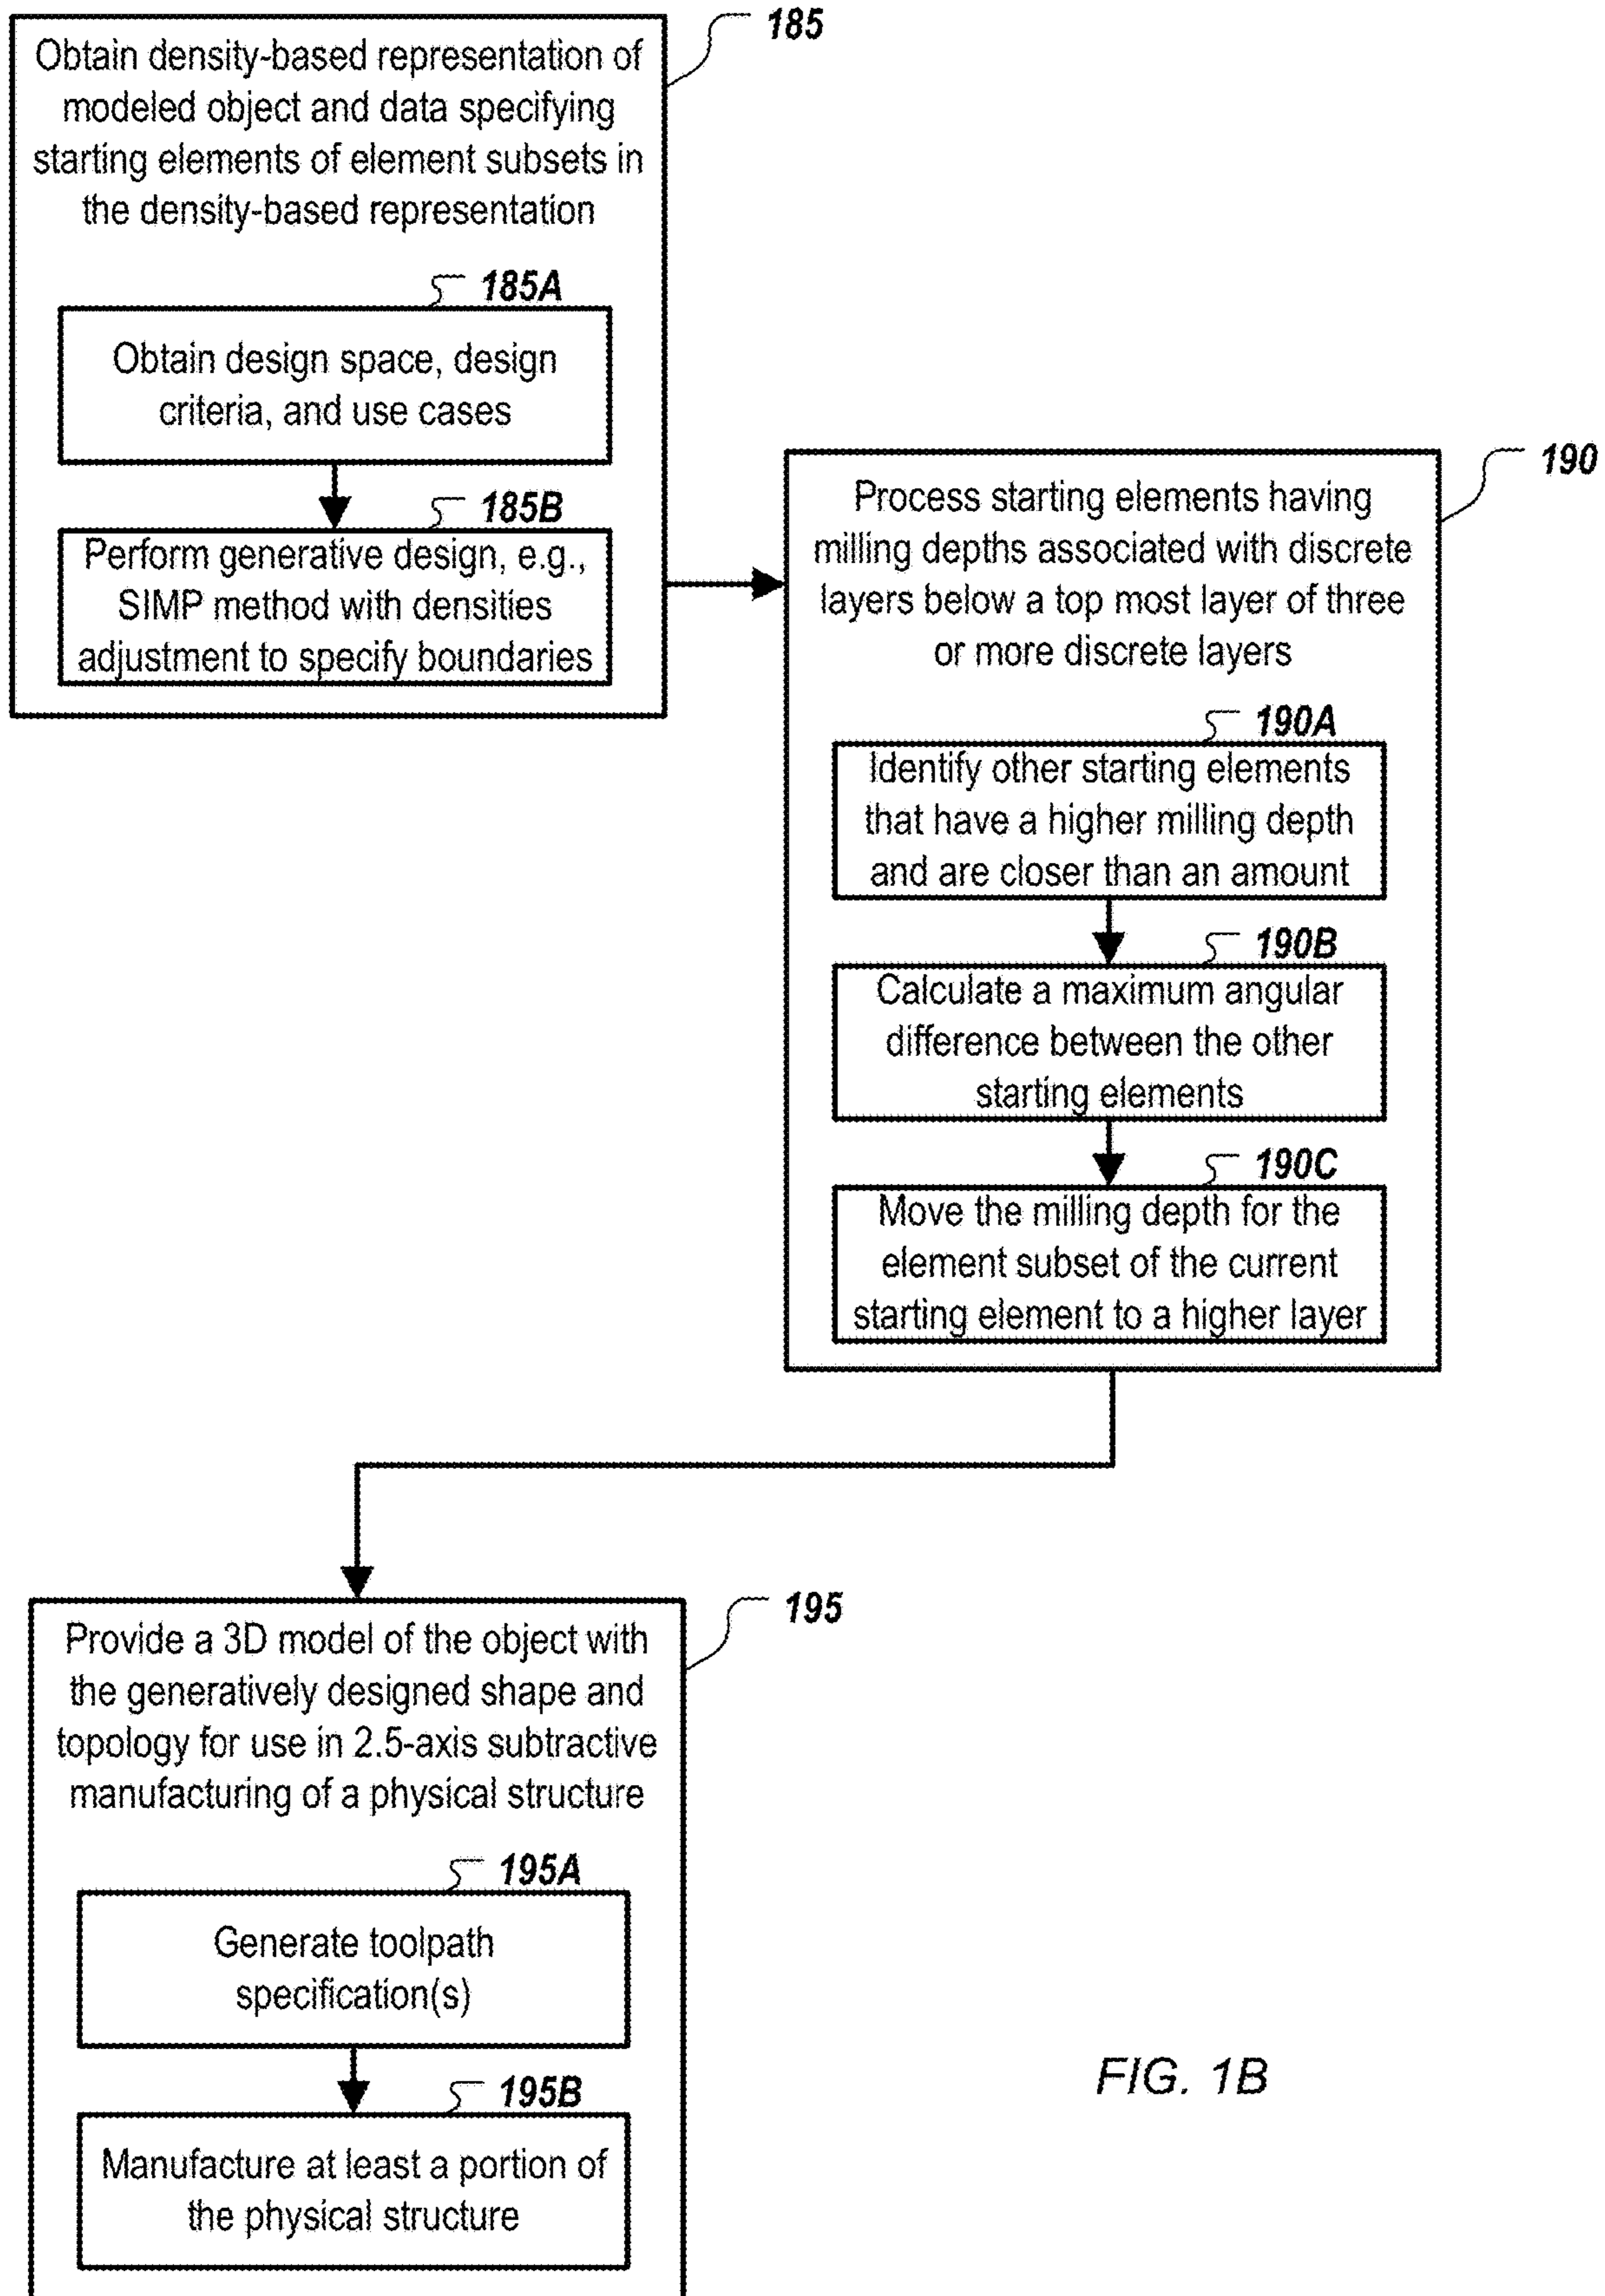 185
Obtain density-based representation of
modeled object and data specifying
starting elements of element subsets in
the density-based representation
185A
Obtain design space, design
criteria, and use cases
185B
Perform generative design, e.g.,
SIMP method with densities
adjustment to specify boundaries
190
Process starting elements having
milling depths associated with discrete
layers below a top most layer of three
or more discrete layers
190A
Identify other starting elements
that have a higher milling depth
and are closer than an amount
190B
Calculate a maximum angular
difference between the other
starting elements
190C
Move the milling depth for the
element subset of the current
starting element to a higher layer
195
Provide a 3D model of the object with
the generatively designed shape and
topology for use in 2.5-axis subtractive
manufacturing of a physical structure
195A
Generate toolpath
specification(s)
195B
Manufacture at least a portion of
the physical structure
FIG. 1B